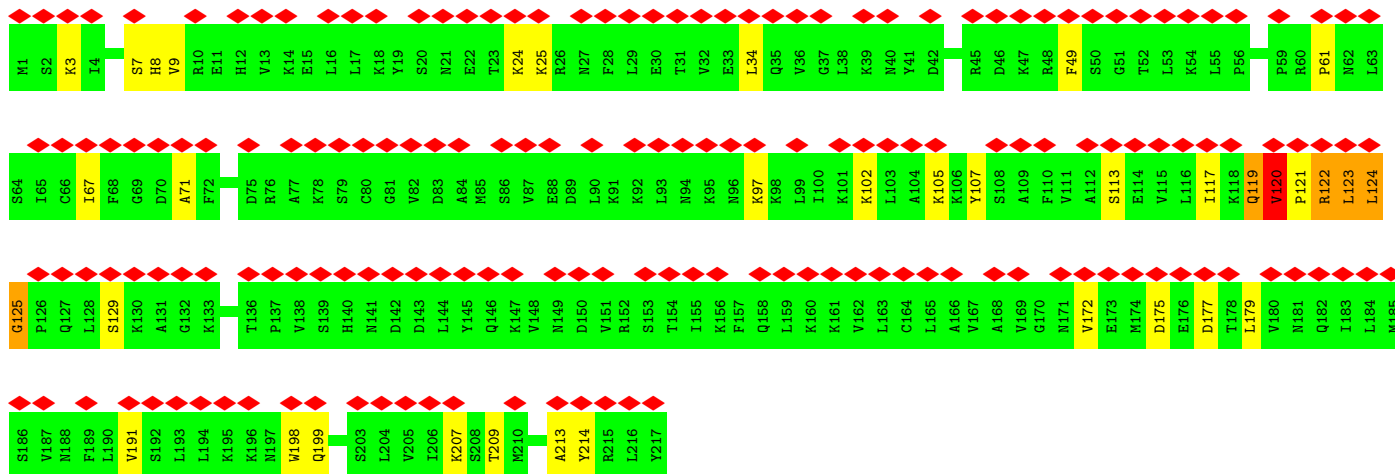 M1 S2 K3 I4 S7 H8 V9 R10 E11 H12 V13 K14 E15 L16 L17 K18 Y19 S20 N21 E22 T23 K24 K25 R26 N27 F28 L29 E30 T31 V32 E33 L34 Q35 V36 G37 L38 K39 N40 Y41 D42 R45 D46 K47 R48 F49 S50 G51 T52 L53 K54 L55 P56 P59 R60 P61 N62 L63
S64 I65 C66 I67 F68 G69 D70 A71 F72 D75 R76 A77 K78 S79 C80 G81 V82 D83 A84 M85 S86 V87 E88 D89 L90 K91 K92 L93 N94 K95 N96 K97 K98 L99 I100 K101 K102 L103 A104 K105 K106 Y107 S108 A109 F110 V111 A112 S113 E114 V115 L116 I117 K118 Q119 V120 P121 R122 L123 L124
G125 P126 Q127 L128 S129 K130 A131 G132 K133 T136 P137 V138 S139 H140 N141 D142 D143 L144 Y145 Q146 K147 V148 N149 D150 V151 R152 S153 T154 I155 K156 F157 Q158 L159 K160 K161 V162 L163 C164 L165 A166 V167 A168 V169 G170 N171 V172 E173 M174 D175 E176 D177 T178 L179 V180 N181 Q182 I183 L184 M185
S186 V187 N188 F189 L190 V191 S192 L193 L194 K195 K196 N197 W198 Q199 S203 L204 V205 I206 K207 S208 T209 M210 A213 Y214 R215 L216 Y217